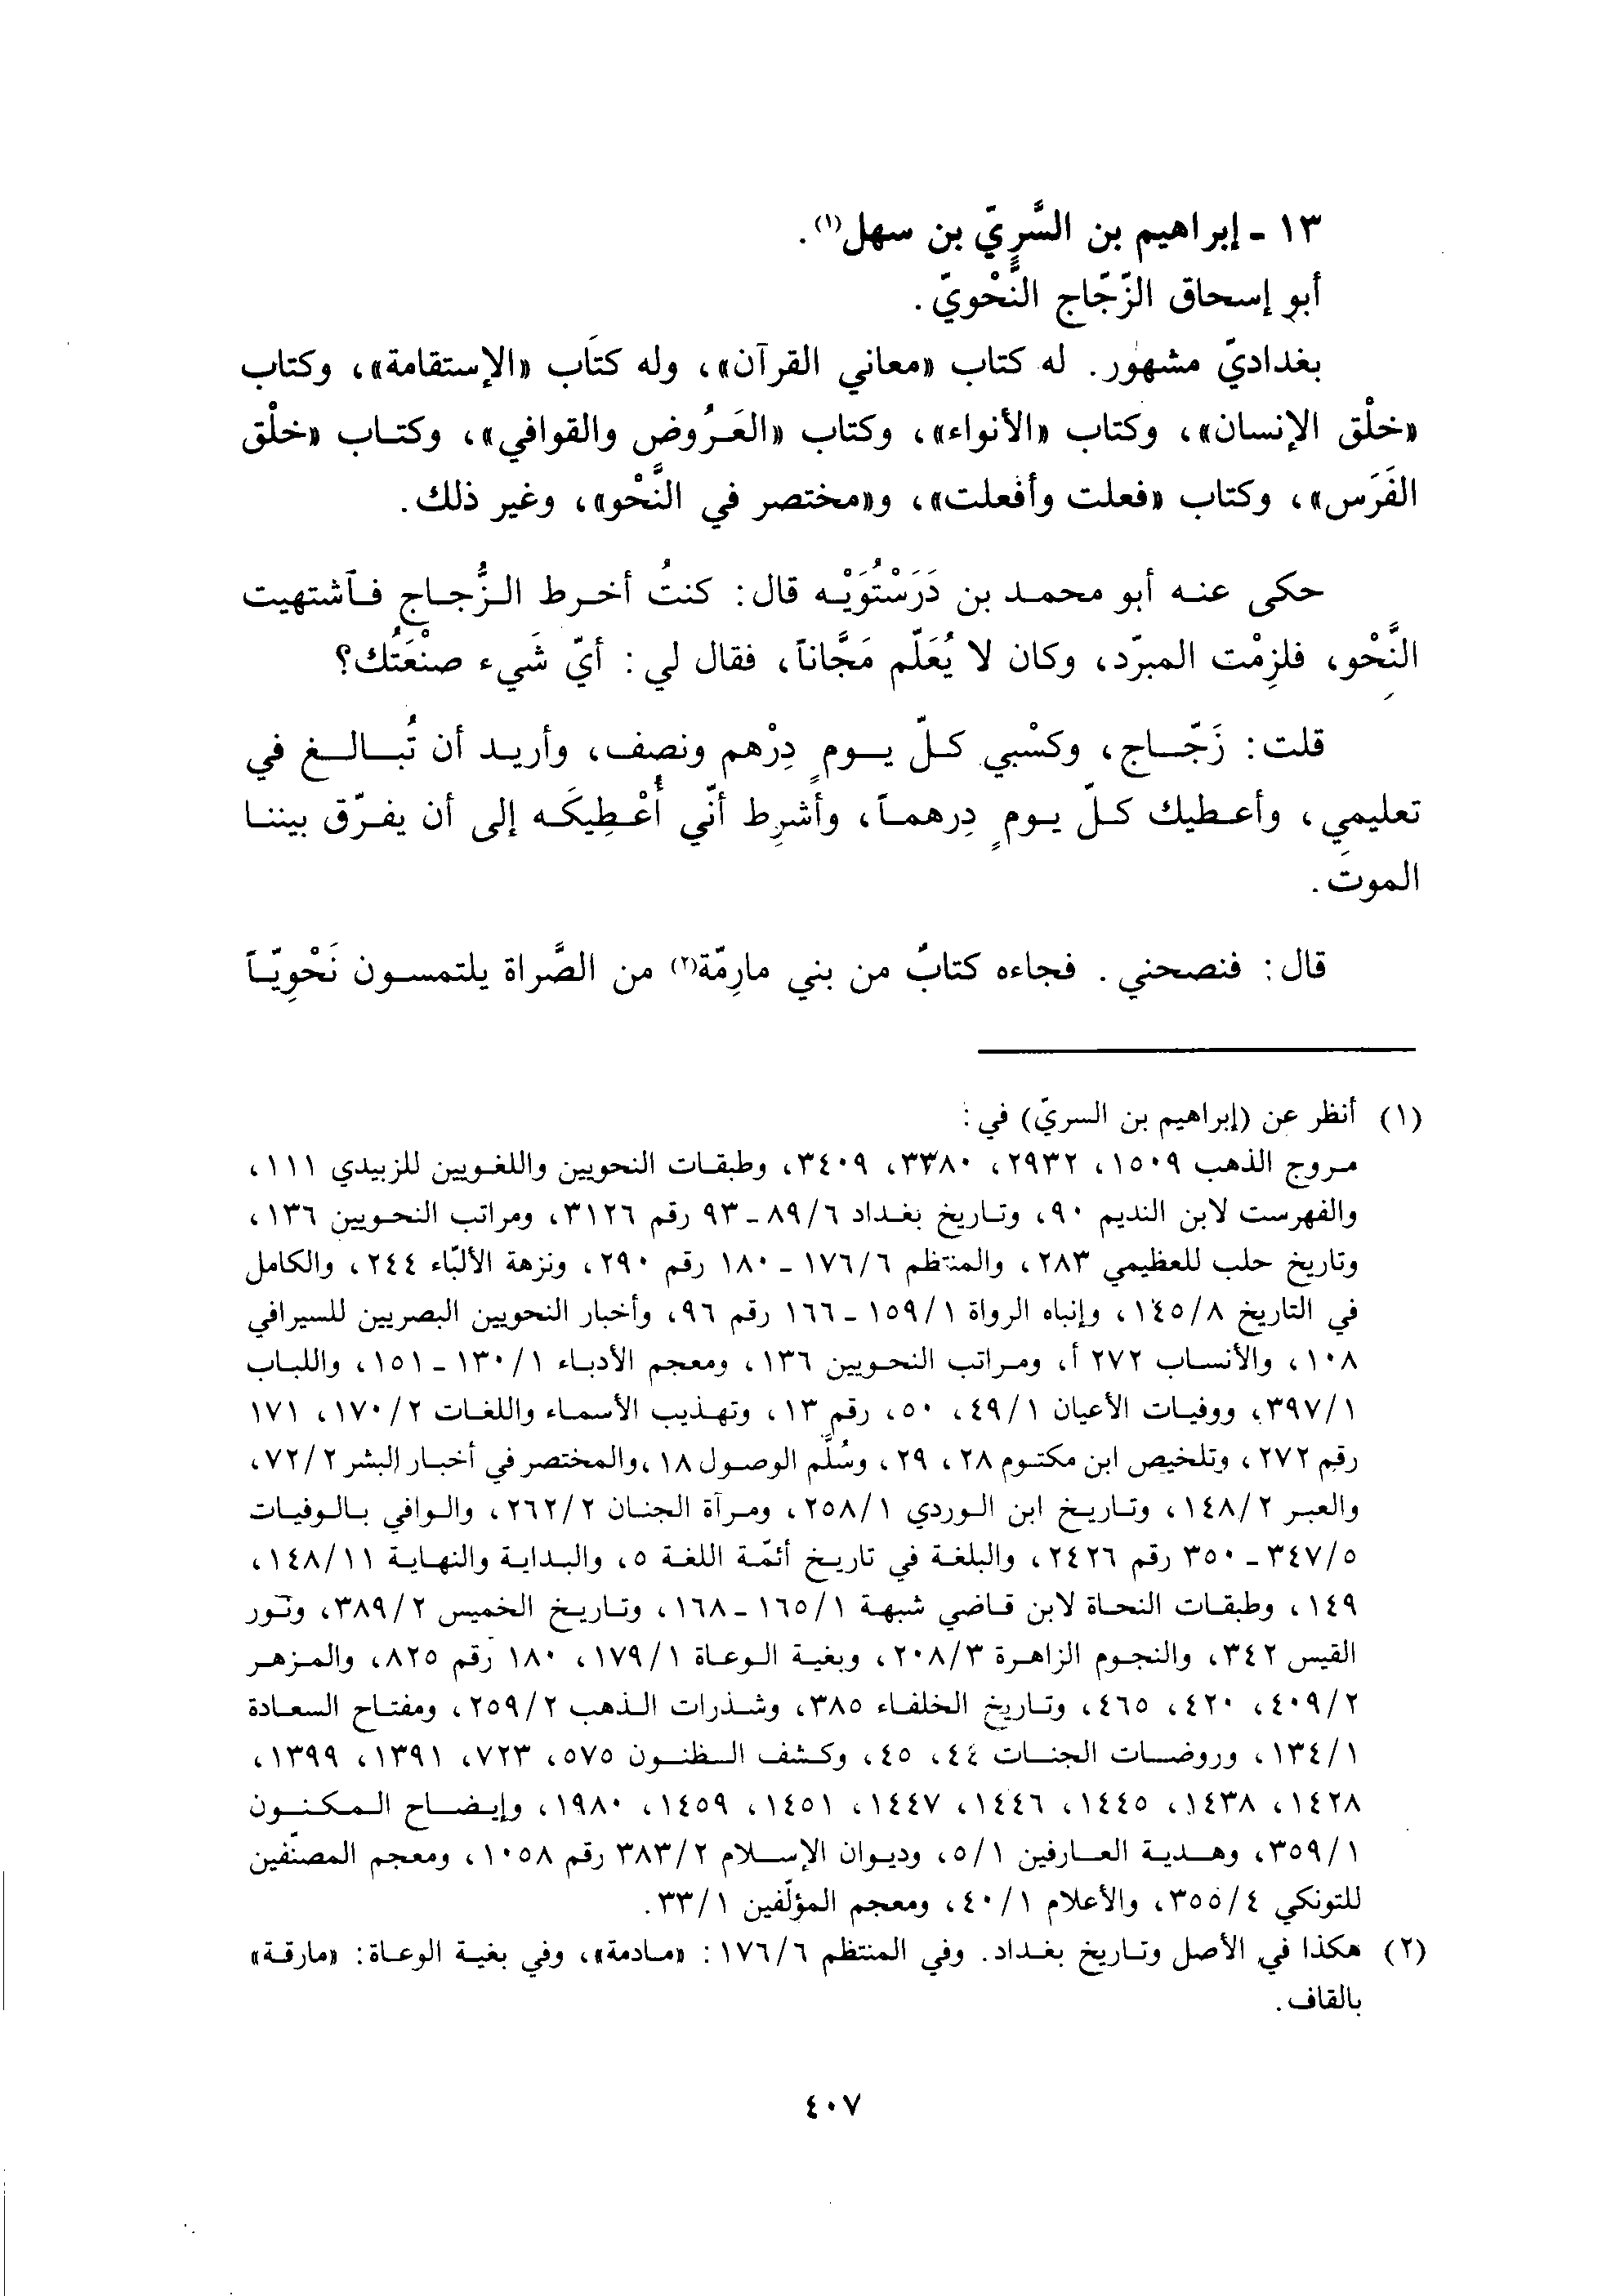 ١٣ - إبراهيم بن السَّرِيّ بن سهل(١).
أبو إسحاق الزّجّاج النَّحْويّ.
بغداديّ مشهور. له كتاب «معاني القرآن»، وله كتَاب «الإستقامة»، وكتاب
«خلْق الإنسان»، وكتاب «الأنواء»، وكتاب «العَرُوض والقوافي»، وكتاب «خلْق
الفَرَس»، وكتاب «فعلت وأفعلت»، و«مختصر في النَّحْو»، وغير ذلك.
حكى عنه أبو محمد بن دَرَسْتُوَيْه قال: كنتُ أخرط الزُّجاج فآشتهيت
النَّحْو، فلزِمْت المبرّد، وكان لا يُعَلّم مَجَّاناً، فقال لي: أيّ شَيء صنْعَتُك؟
قلت: زَجّاج، وكسْبي كلّ يومٍ دِرْهم ونصف، وأريد أن تُبالغ في
تعليمي، وأعطيك كلّ يومٍ دِرهماً، وأشرِط أنّي أُعْطِيكَه إلى أن يفرّق بيننا
الموت.
قال: فنصحني. فجاءه كتابٌ من بني مارِمّة(٢) من الصَّراة يلتمسون نَحْوِيّاً
(١) أنظر عن (إبراهيم بن السريّ) في:
مروج الذهب ١٥٠٩، ٢٩٣٢، ٣٣٨٠، ٣٤٠٩، وطبقات النحويين واللغويين للزبيدي ١١١،
والفهرست لابن النديم ٩٠، وتاريخ بغداد ٨٩/٦ - ٩٣ رقم ٣١٢٦، ومراتب النحويين ١٣٦،
وتاريخ حلب للعظيمي ٢٨٣، والمنتظم ١٧٦/٦ - ١٨٠ رقم ٢٩٠، ونزهة الألبّاء ٢٤٤، والكامل
في التاريخ ١٤٥/٨، وإنباه الرواة ١٥٩/١ - ١٦٦ رقم ٩٦، وأخبار النحويين البصريين للسيرافي
١٠٨، والأنساب ٢٧٢ أ، ومراتب النحويين ١٣٦، ومعجم الأدباء ١٣٠/١ - ١٥١، واللباب
٣٩٧/١، ووفيات الأعيان ٤٩/١، ٥٠، رقم ١٣، وتهذيب الأسماء واللغات ١٧٠/٢، ١٧١
رقم ٢٧٢، وتلخيص ابن مكتوم ٢٨، ٢٩، وسُلَّم الوصول ١٨، والمختصر في أخبار البشر ٧٢/٢،
والعبر ١٤٨/٢، وتاريخ ابن الوردي ٢٥٨/١، ومرآة الجنان ٢٦٢/٢، والوافي بالوفيات
٣٤٧/٥ - ٣٥٠ رقم ٢٤٢٦، والبلغة في تاريخ أئمّة اللغة ٥، والبداية والنهاية ١٤٨/١١،
١٤٩، وطبقات النحاة لابن قاضي شهبة ١٦٥/١ - ١٦٨، وتاريخ الخميس ٣٨٩/٢، ونور
القبس ٣٤٢، والنجوم الزاهرة ٢٠٨/٣، وبغية الوعاة ١٧٩/١، ١٨٠ رقم ٨٢٥، والمزهر
٤٠٩/٢، ٤٢٠، ٤٦٥، وتاريخ الخلفاء ٣٨٥، وشذرات الذهب ٢٥٩/٢، ومفتاح السعادة
١٣٤/١، وروضات الجنات ٤٤، ٤٥، وكشف الظنون ٥٧٥، ٧٢٣، ١٣٩١، ١٣٩٩،
١٤٢٨، ١٤٣٨، ١٤٤٥، ١٤٤٦، ١٤٤٧، ١٤٥١، ١٤٥٩، ١٩٨٠، وإيضاح المكنون
٣٥٩/١، وهدية العارفين ٥/١، وديوان الإسلام ٣٨٣/٢ رقم ١٠٥٨، ومعجم المصنّفين
للتونكي ٣٥٥/٤، والأعلام ٤٠/١، ومعجم المؤلّفين ٣٣/١.
(٢) هكذا في الأصل وتاريخ بغداد. وفي المنتظم ١٧٦/٦: «مادمة»، وفي بغية الوعاة: «مارقة»
بالقاف.
٤٠٧